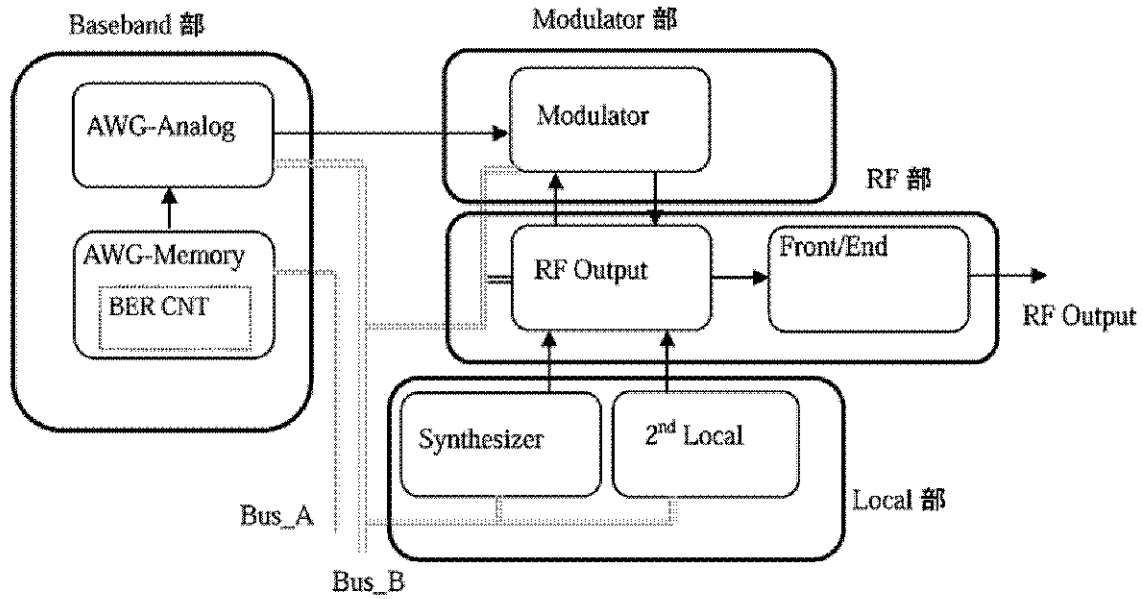 Baseband 部
Modulator 部
AWG-Analog
Modulator
RF 部
AWG-Memory
BER CNT
RF Output
Front/End
RF Output
Synthesizer
2nd Local
Local 部
Bus_A
Bus_B